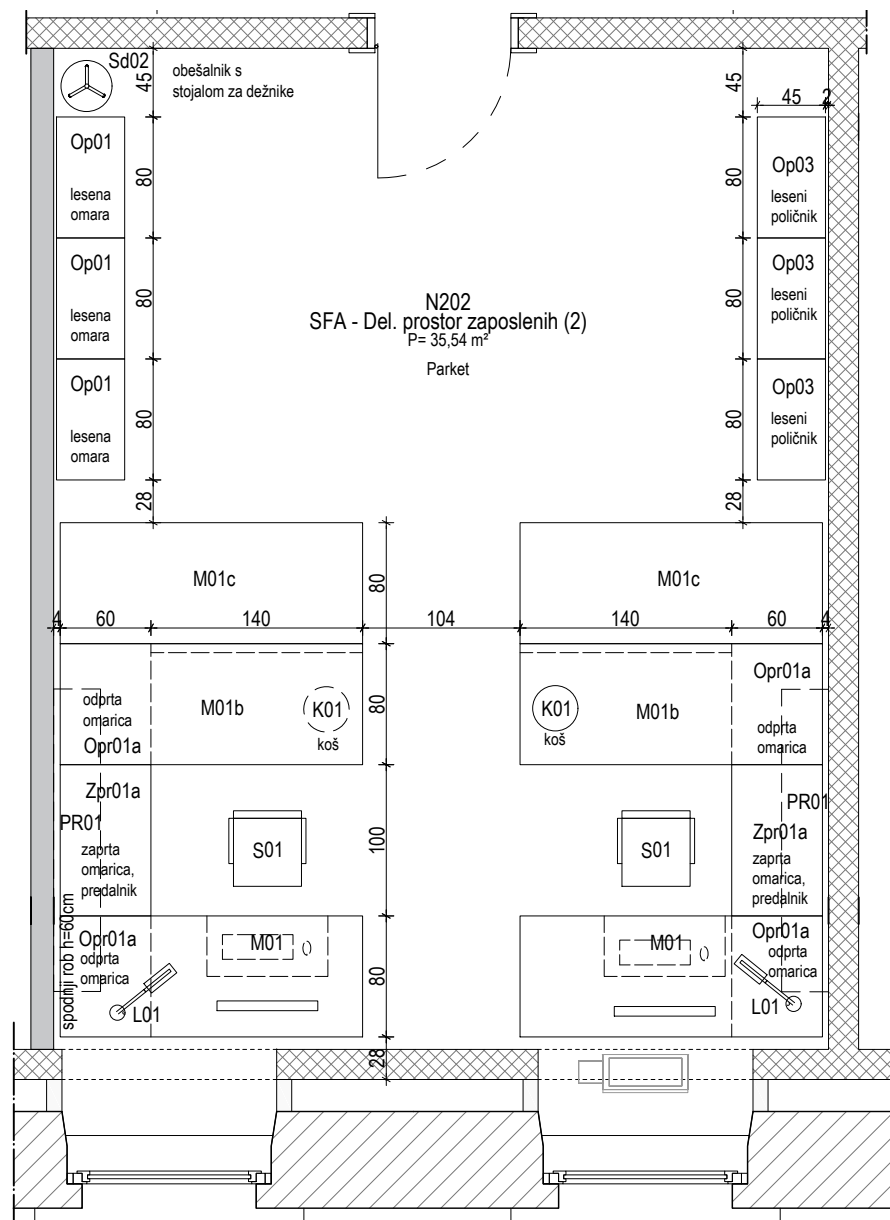 Sd02
obešalnik s
stojalom za dežnike
45
45
45
2
Op01
lesena
omara
80
80
Op03
leseni
poličnik
Op01
lesena
omara
80
80
Op03
leseni
poličnik
N202
SFA - Del. prostor zaposlenih (2)
P= 35,54 m²
Parket
Op01
lesena
omara
80
80
Op03
leseni
poličnik
28
28
M01c
80
M01c
4
60
140
104
140
60
4
odprta
omarica
Opr01a
M01b
K01
koš
80
K01
koš
M01b
Opr01a
odprta
omarica
Zpr01a
PR01
zaprta
omarica,
predalnik
S01
100
S01
PR01
Zpr01a
zaprta
omarica,
predalnik
spodnji rob h=60cm
Opr01a
odprta
omarica
M01
L01
80
M01
Opr01a
odprta
omarica
L01
28